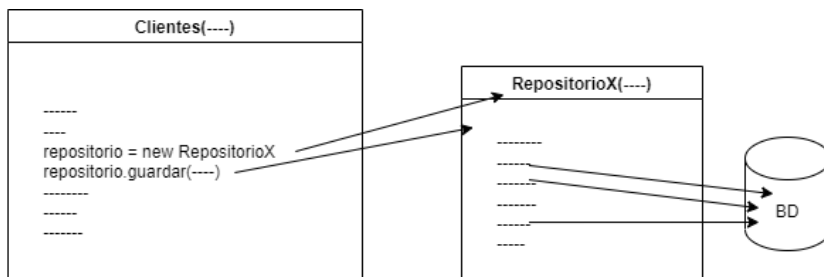 Clientes(----)
------
----
repositorio = new RepositorioX
repositorio.guardar(----)
--------
------
-------
RepositorioX(----)
--------
------
-------
-------
------
-----
BD